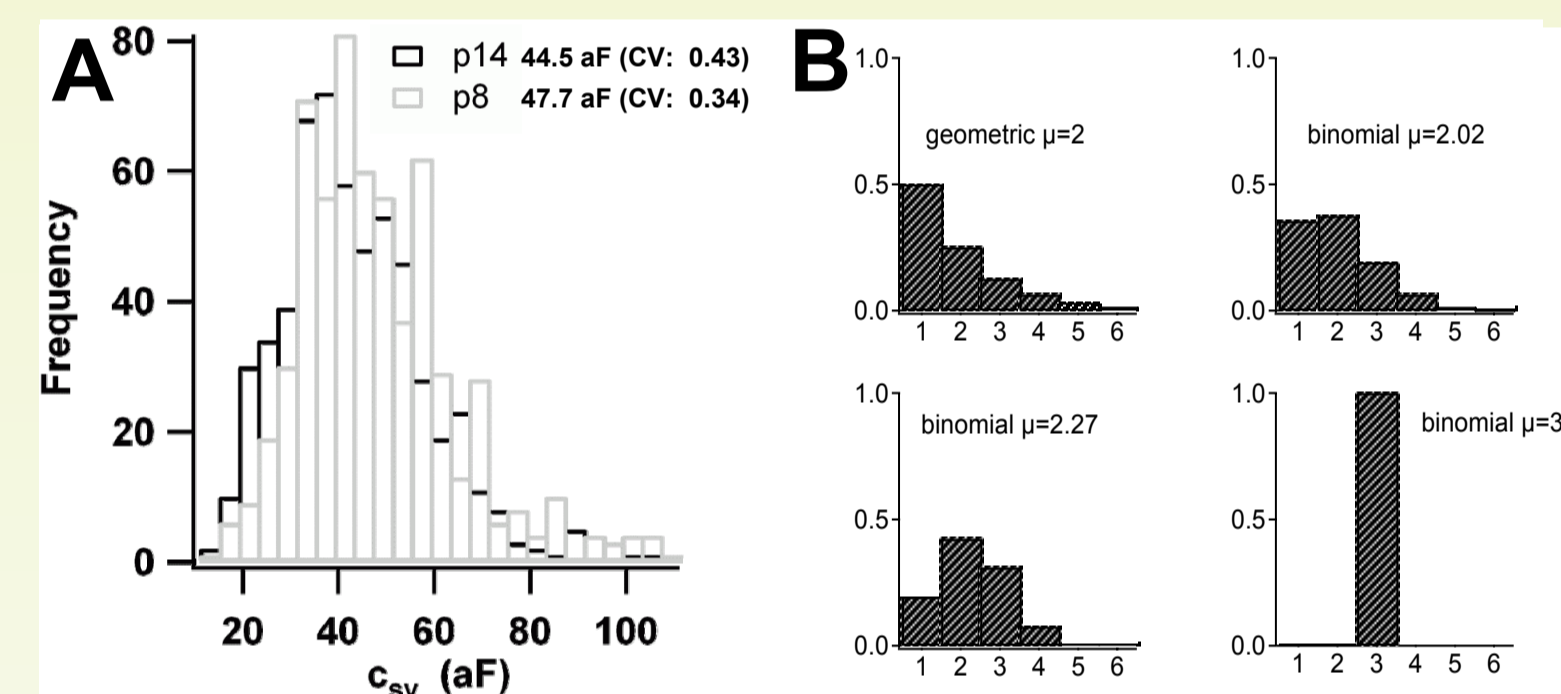 A
80
60
40
20
0
Frequency
20 40 60 80 100
c_sv (aF)
p14 44.5 aF (CV: 0.43)
p8 47.7 aF (CV: 0.34)
B
1.0
0.5
0.0
geometric µ=2
1 2 3 4 5 6
1.0
0.5
0.0
binomial µ=2.02
1 2 3 4 5 6
1.0
0.5
0.0
binomial µ=2.27
1 2 3 4 5 6
1.0
0.5
0.0
binomial µ=3
1 2 3 4 5 6